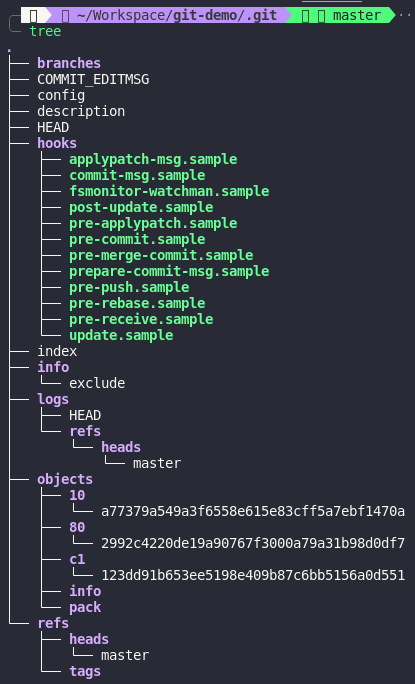 ~/Workspace/git-demo/.git master
tree
.
├── branches
├── COMMIT_EDITMSG
├── config
├── description
├── HEAD
├── hooks
│   ├── applypatch-msg.sample
│   ├── commit-msg.sample
│   ├── fsmonitor-watchman.sample
│   ├── post-update.sample
│   ├── pre-applypatch.sample
│   ├── pre-commit.sample
│   ├── pre-merge-commit.sample
│   ├── prepare-commit-msg.sample
│   ├── pre-push.sample
│   ├── pre-rebase.sample
│   ├── pre-receive.sample
│   └── update.sample
├── index
├── info
│   └── exclude
├── logs
│   ├── HEAD
│   └── refs
│       └── heads
│           └── master
├── objects
│   ├── 10
│   │   └── a77379a549a3f6558e615e83cff5a7ebf1470a
│   ├── 80
│   │   └── 2992c4220de19a90767f3000a79a31b98d0df7
│   ├── c1
│   │   └── 123dd91b653ee5198e409b87c6bb5156a0d551
│   ├── info
│   └── pack
└── refs
    ├── heads
    │   └── master
    └── tags